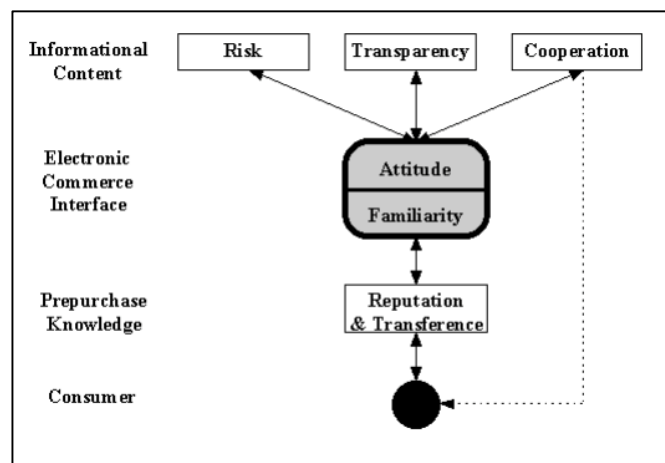 Informational
Content
Risk
Transparency
Cooperation
Electronic
Commerce
Interface
Attitude
Familiarity
Prepurchase
Knowledge
Reputation
& Transference
Consumer